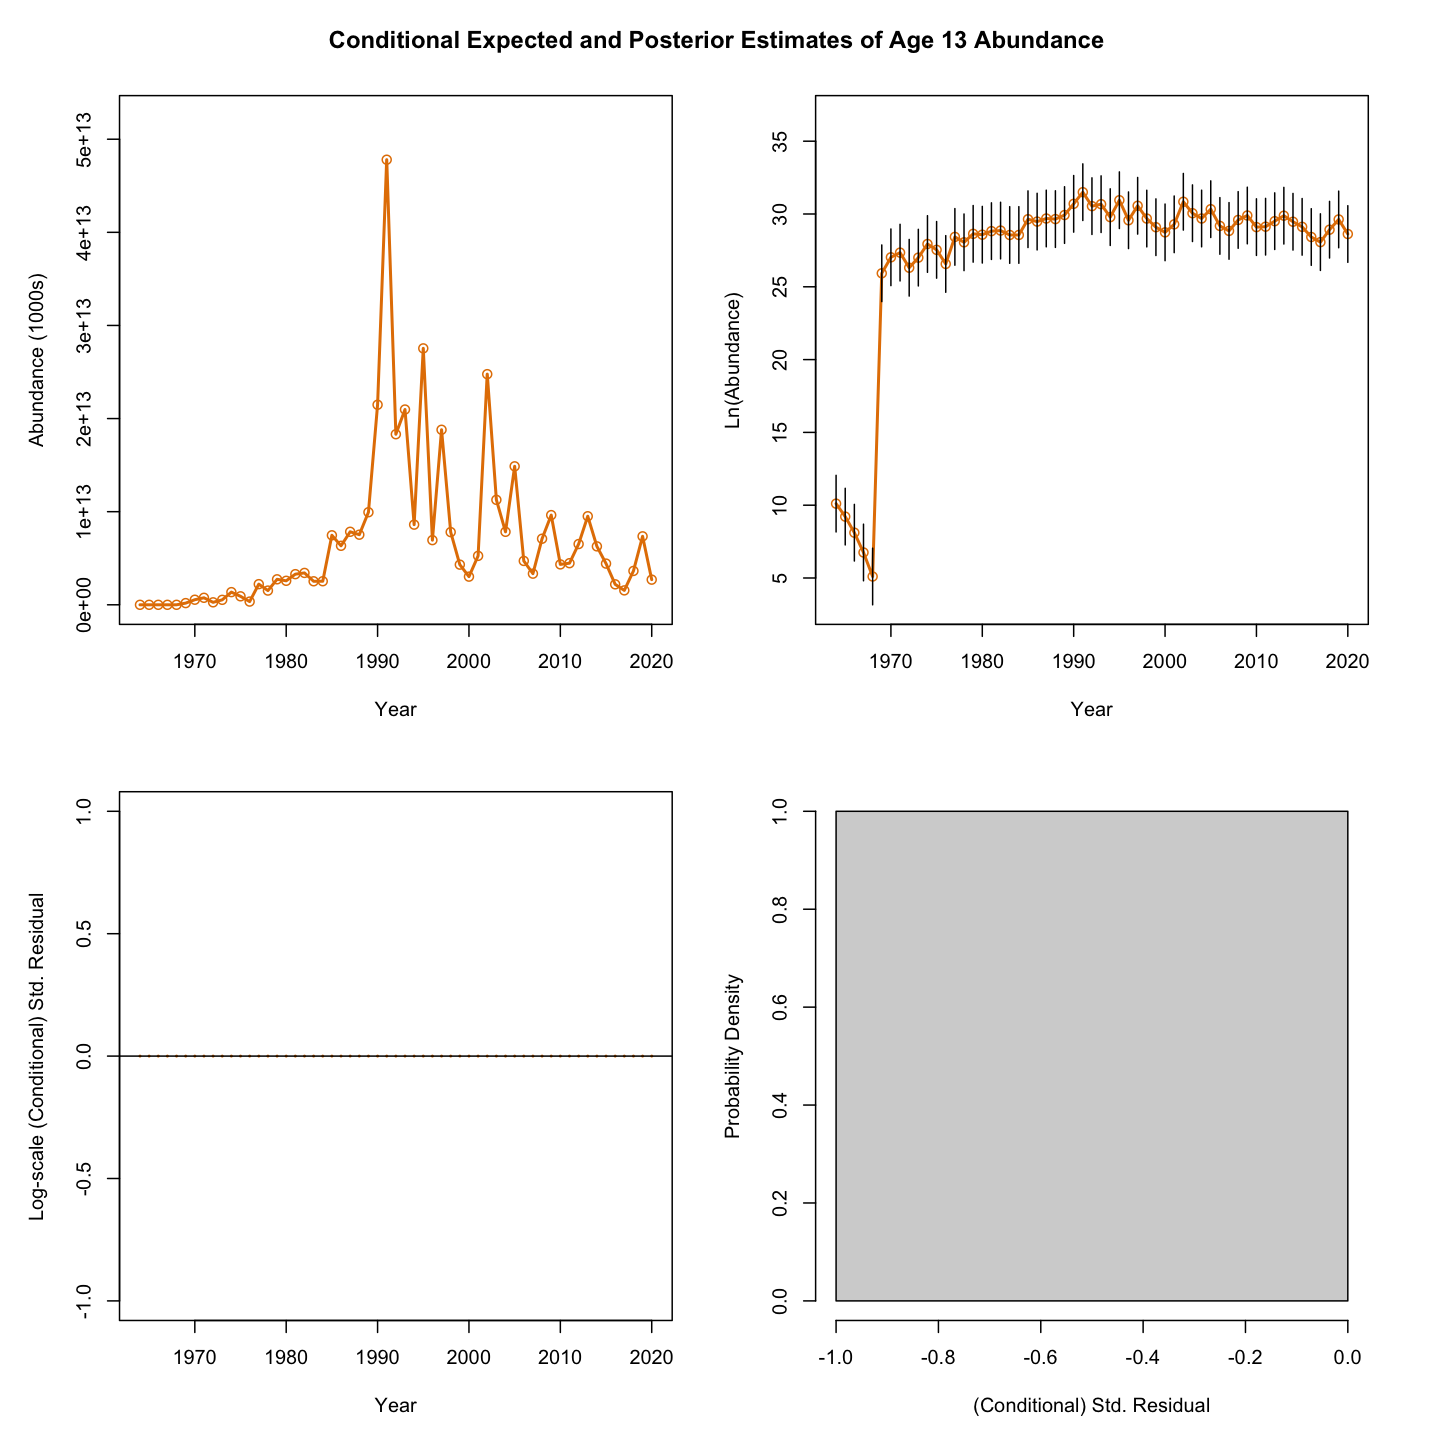 Conditional Expected and Posterior Estimates of Age 13 Abundance
Abundance (1000s)
0e+00 1e+13 2e+13 3e+13 4e+13 5e+13
1970 1980 1990 2000 2010 2020
Year
Ln(Abundance)
5 10 15 20 25 30 35
1970 1980 1990 2000 2010 2020
Year
Log-scale (Conditional) Std. Residual
-1.0 -0.5 0.0 0.5 1.0
1970 1980 1990 2000 2010 2020
Year
Probability Density
0.0 0.2 0.4 0.6 0.8 1.0
-1.0 -0.8 -0.6 -0.4 -0.2 0.0
(Conditional) Std. Residual